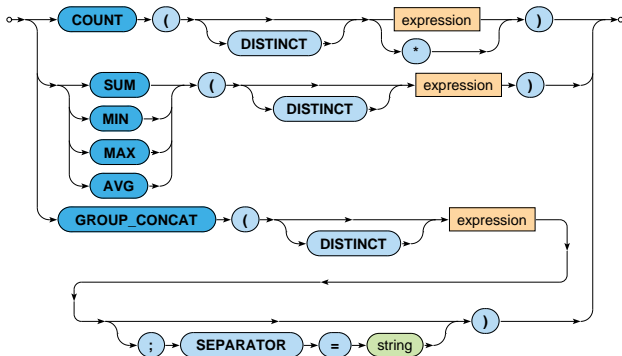 COUNT ( DISTINCT expression * )
SUM ( DISTINCT expression )
MIN
MAX
AVG
GROUP_CONCAT ( DISTINCT expression
; SEPARATOR = string )